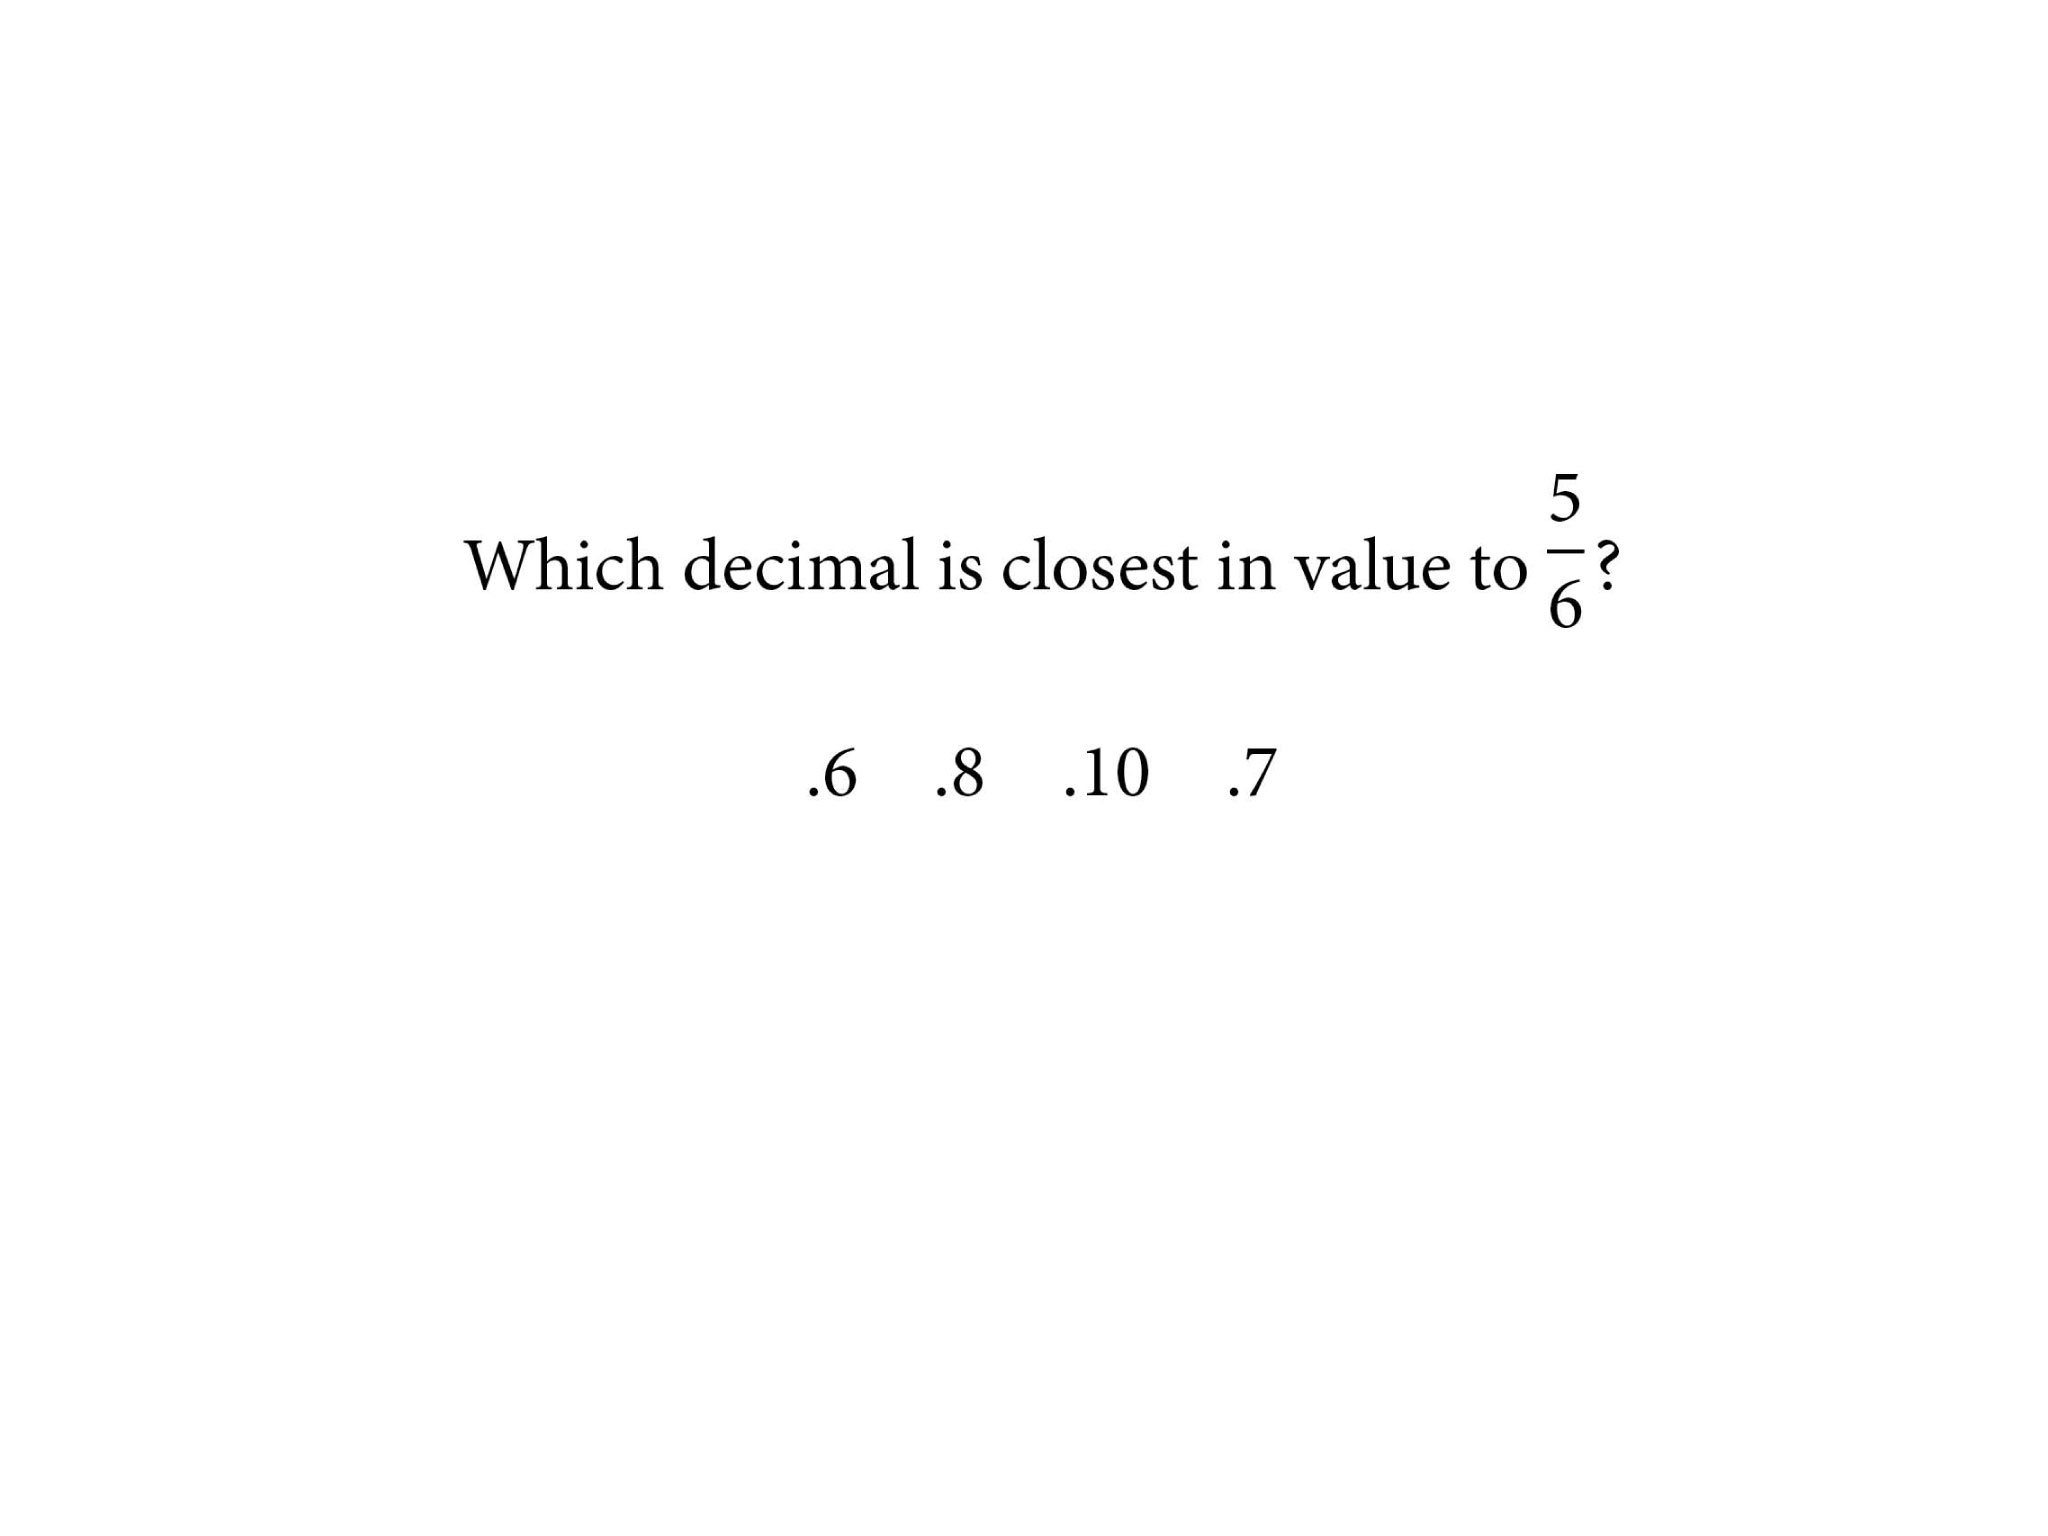 Which decimal is closest in value to 5/6?
.6 .8 .10 .7